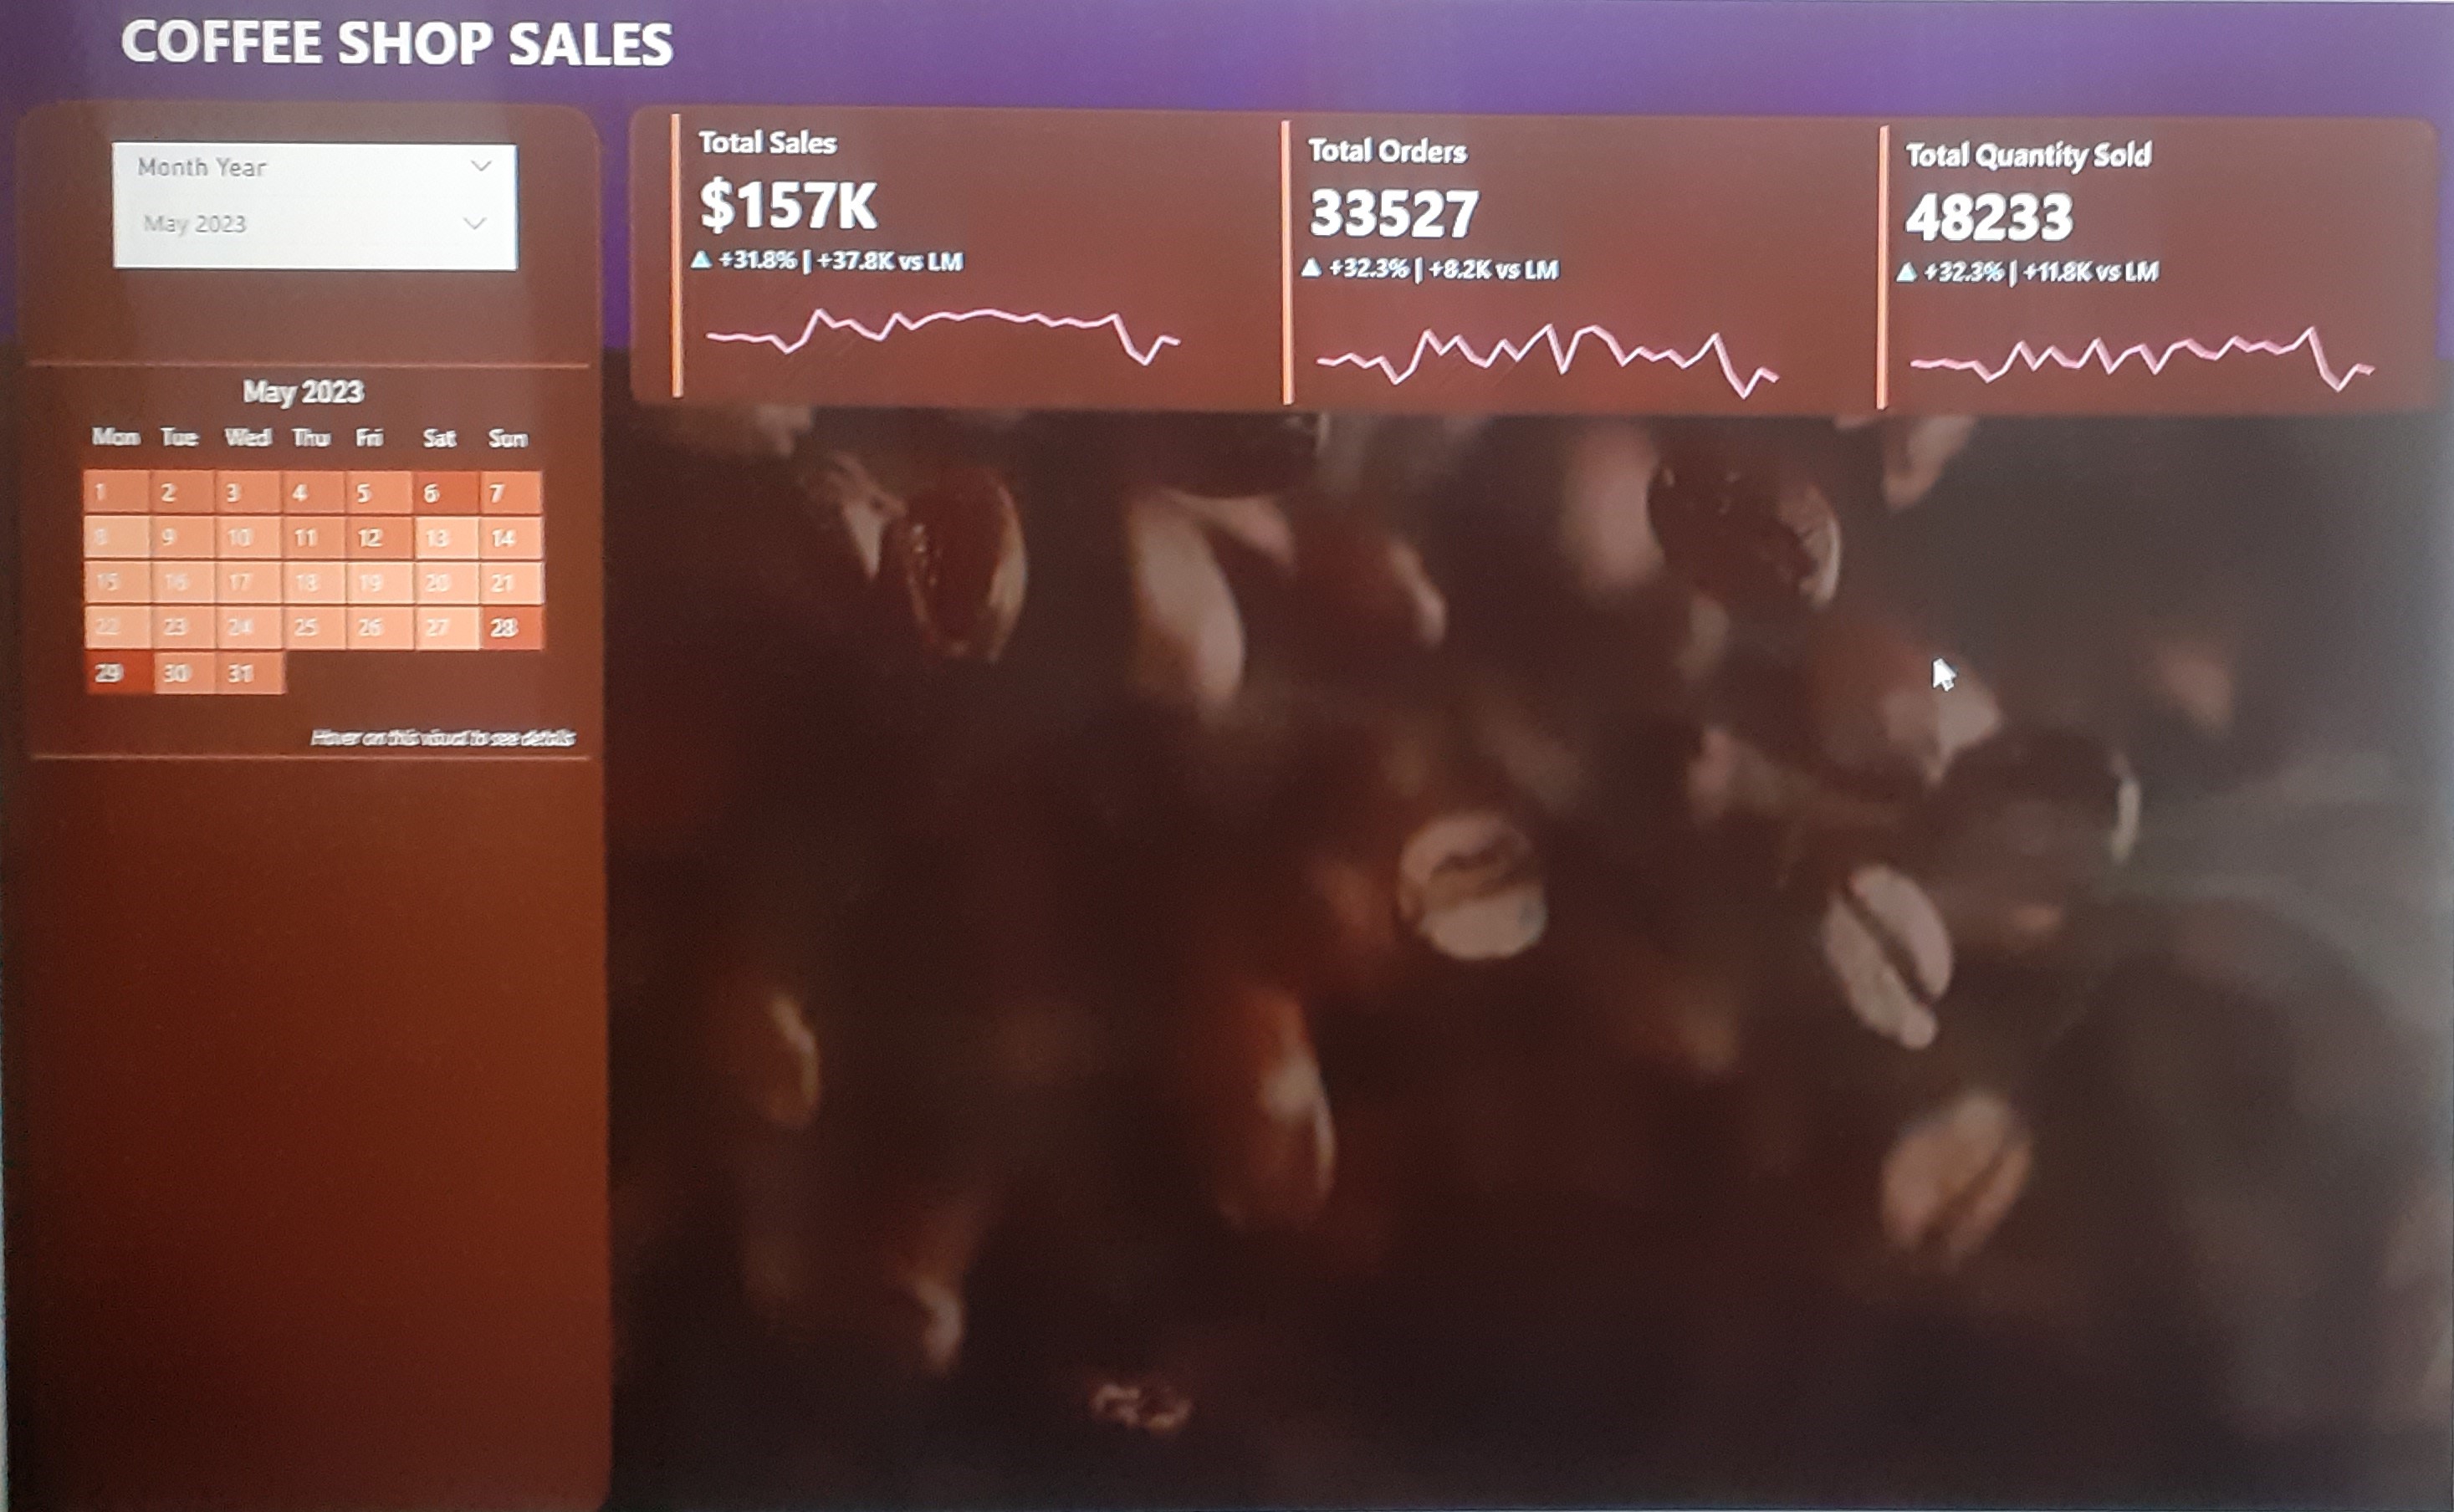 COFFEE SHOP SALES
Month Year
May 2023
Total Sales
$157K
▲ +31.8% | +37.8K vs LM
Total Orders
33527
▲ +32.3% | +8.2K vs LM
Total Quantity Sold
48233
▲ +32.3% | +11.8K vs LM
May 2023
Mon Tue Wed Thu Fri Sat Sun
1 2 3 4 5 6 7
8 9 10 11 12 13 14
15 16 17 18 19 20 21
22 23 24 25 26 27 28
29 30 31
Hover on this visual to see details